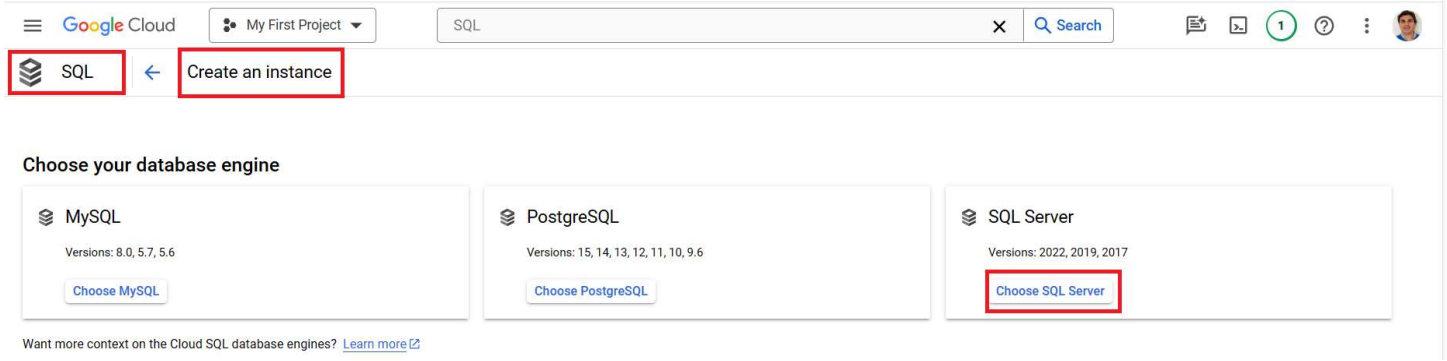 Google Cloud My First Project SQL Search 1
SQL Create an instance
Choose your database engine
MySQL
Versions: 8.0, 5.7, 5.6
Choose MySQL
PostgreSQL
Versions: 15, 14, 13, 12, 11, 10, 9.6
Choose PostgreSQL
SQL Server
Versions: 2022, 2019, 2017
Choose SQL Server
Want more context on the Cloud SQL database engines? Learn more